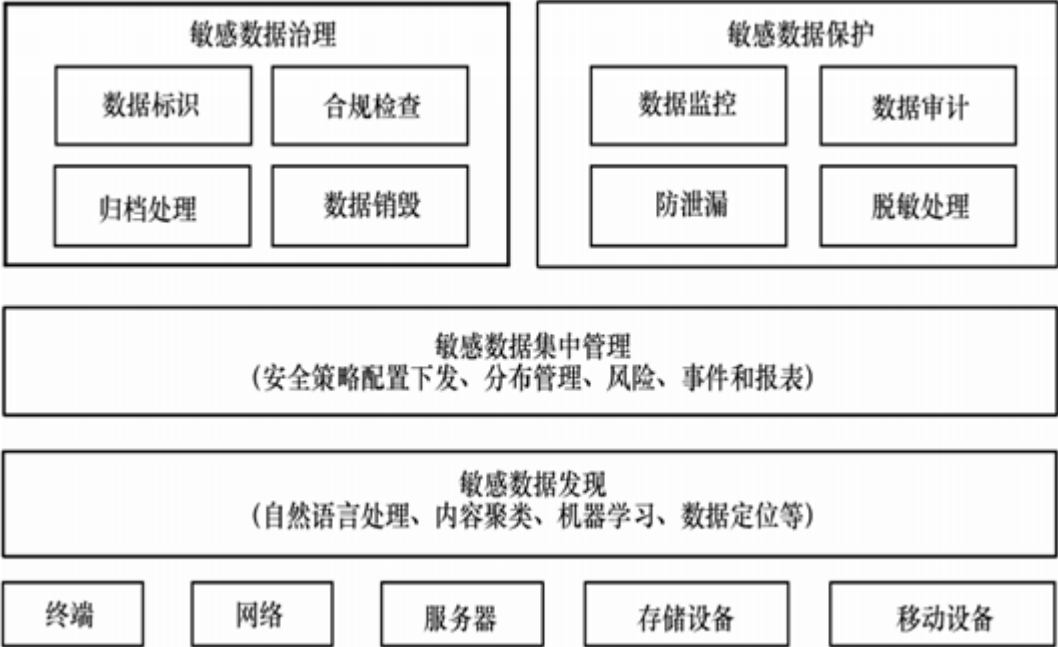 敏感数据治理
数据标识
合规检查
归档处理
数据销毁
敏感数据保护
数据监控
数据审计
防泄漏
脱敏处理
敏感数据集中管理
(安全策略配置下发、分布管理、风险、事件和报表)
敏感数据发现
(自然语言处理、内容聚类、机器学习、数据定位等)
终端
网络
服务器
存储设备
移动设备